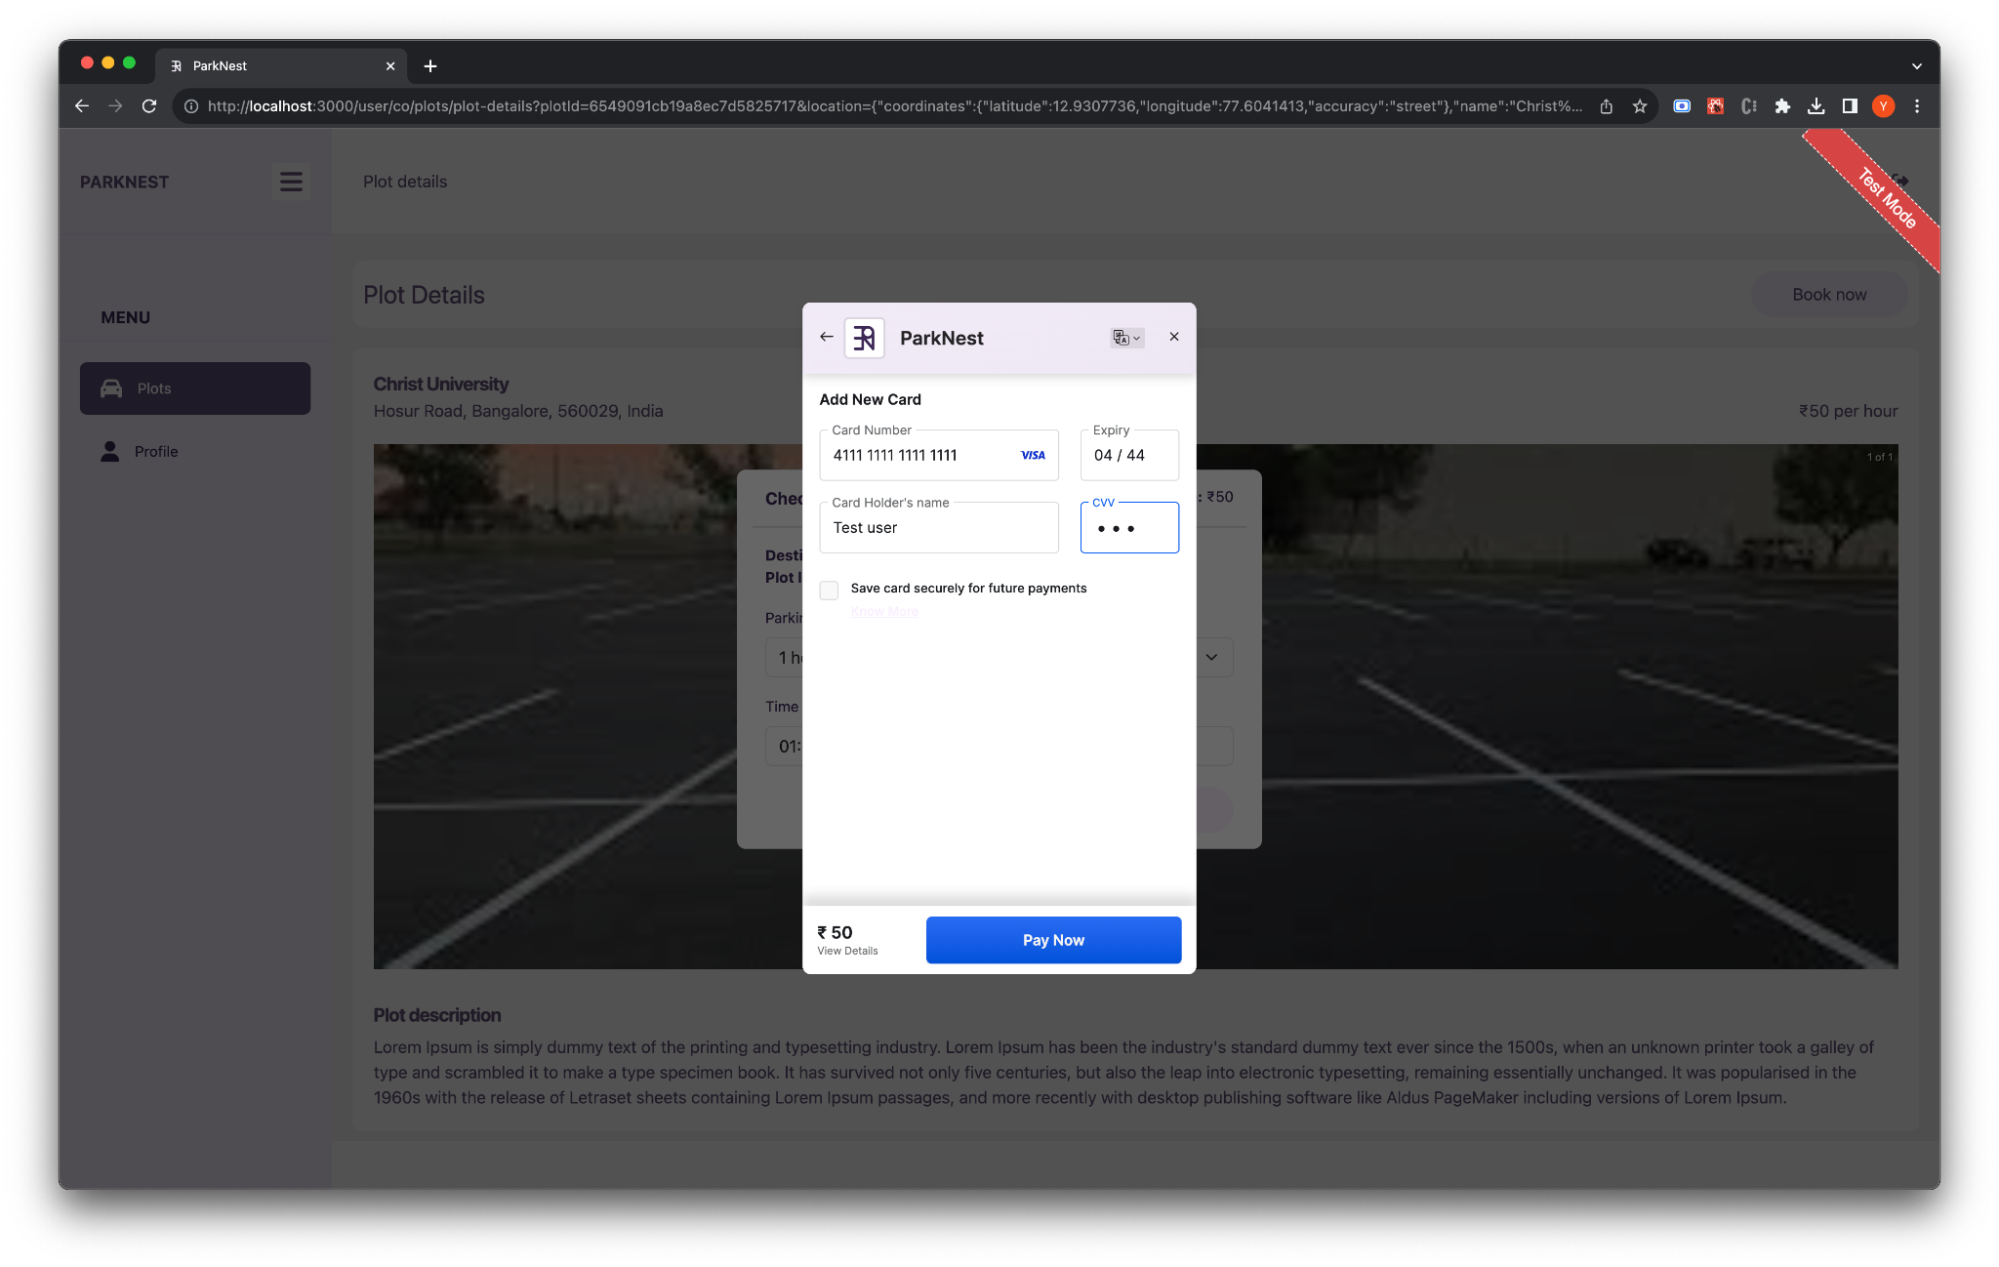 ParkNest
http://localhost:3000/user/co/plots/plot-details?plotId=6549091cb19a8ec7d5825717&location={"coordinates":{"latitude":12.9307736,"longitude":77.6041413,"accuracy":"street"},"name":"Christ%...
Y
PARKNEST
Plot details
Test Mode
MENU
Plots
Profile
Plot Details
Book now
Christ University
Hosur Road, Bangalore, 560029, India
₹50 per hour
1 of 1
Chec
: ₹50
Desti
Plot I
Parkin
1 h
Time
01:
ParkNest
Add New Card
Card Number
4111 1111 1111 1111
VISA
Expiry
04 / 44
Card Holder's name
Test user
CVV
Save card securely for future payments
Know More
₹ 50
View Details
Pay Now
Plot description
Lorem Ipsum is simply dummy text of the printing and typesetting industry. Lorem Ipsum has been the industry's standard dummy text ever since the 1500s, when an unknown printer took a galley of
type and scrambled it to make a type specimen book. It has survived not only five centuries, but also the leap into electronic typesetting, remaining essentially unchanged. It was popularised in the
1960s with the release of Letraset sheets containing Lorem Ipsum passages, and more recently with desktop publishing software like Aldus PageMaker including versions of Lorem Ipsum.